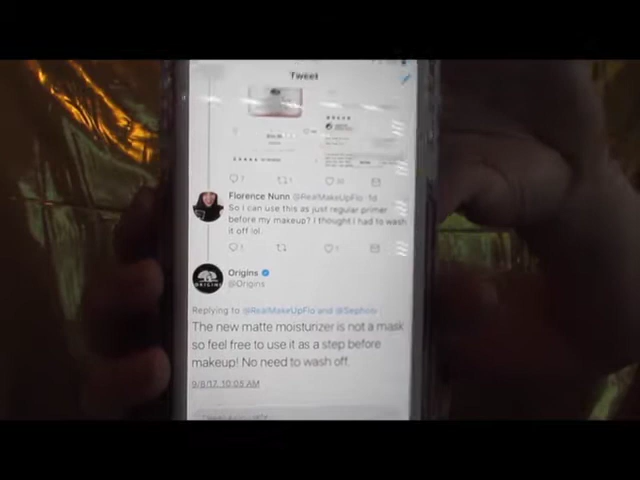 Tweet
Florence Nunn @RealMakeUpFlo · 1d
So I can use this as just regular primer
before my makeup? I thought I had to wash
it off lol.
Origins
@Origins
ORIGINS
Replying to @RealMakeUpFlo and @Sephora
The new matte moisturizer is not a mask
so feel free to use it as a step before
makeup! No need to wash off.
9/8/17, 10:05 AM